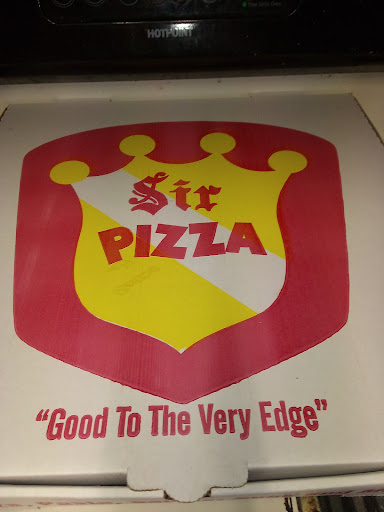 HOTPOINT
Sir
PIZZA
“Good To The Very Edge”